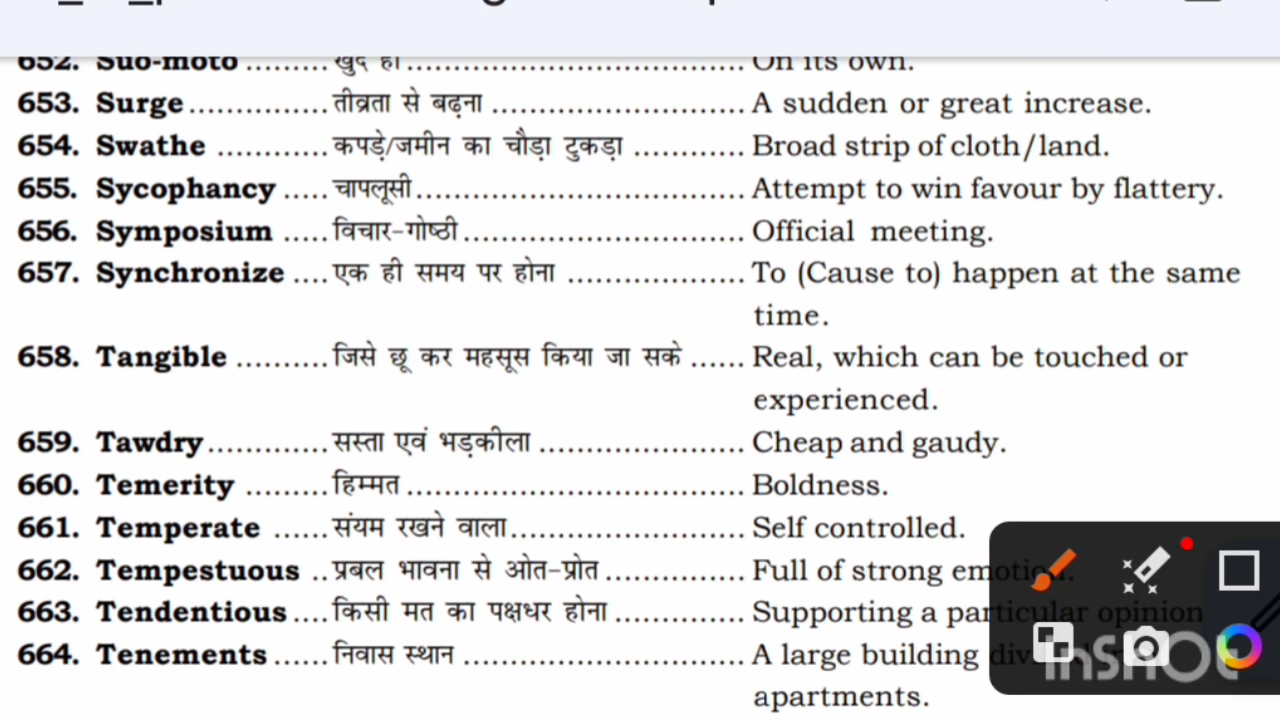 652. Suo-moto ......... खुद ही ..................................... On its own.
653. Surge ............... तीव्रता से बढ़ना ............................ A sudden or great increase.
654. Swathe ............ कपड़े/जमीन का चौड़ा टुकड़ा ............ Broad strip of cloth/land.
655. Sycophancy ..... चापलूसी .................................... Attempt to win favour by flattery.
656. Symposium ..... विचार-गोष्ठी ............................... Official meeting.
657. Synchronize .... एक ही समय पर होना .................... To (Cause to) happen at the same
time.
658. Tangible .......... जिसे छू कर महसूस किया जा सके ...... Real, which can be touched or
experienced.
659. Tawdry ............. सस्ता एवं भड़कीला ....................... Cheap and gaudy.
660. Temerity ......... हिम्मत ..................................... Boldness.
661. Temperate ...... संयम रखने वाला .......................... Self controlled.
662. Tempestuous .. प्रबल भावना से ओत-प्रोत ............... Full of strong emotion.
663. Tendentious .... किसी मत का पक्षधर होना ............... Supporting a particular opinion
664. Tenements ...... निवास स्थान .............................. A large building
apartments.
InShOt